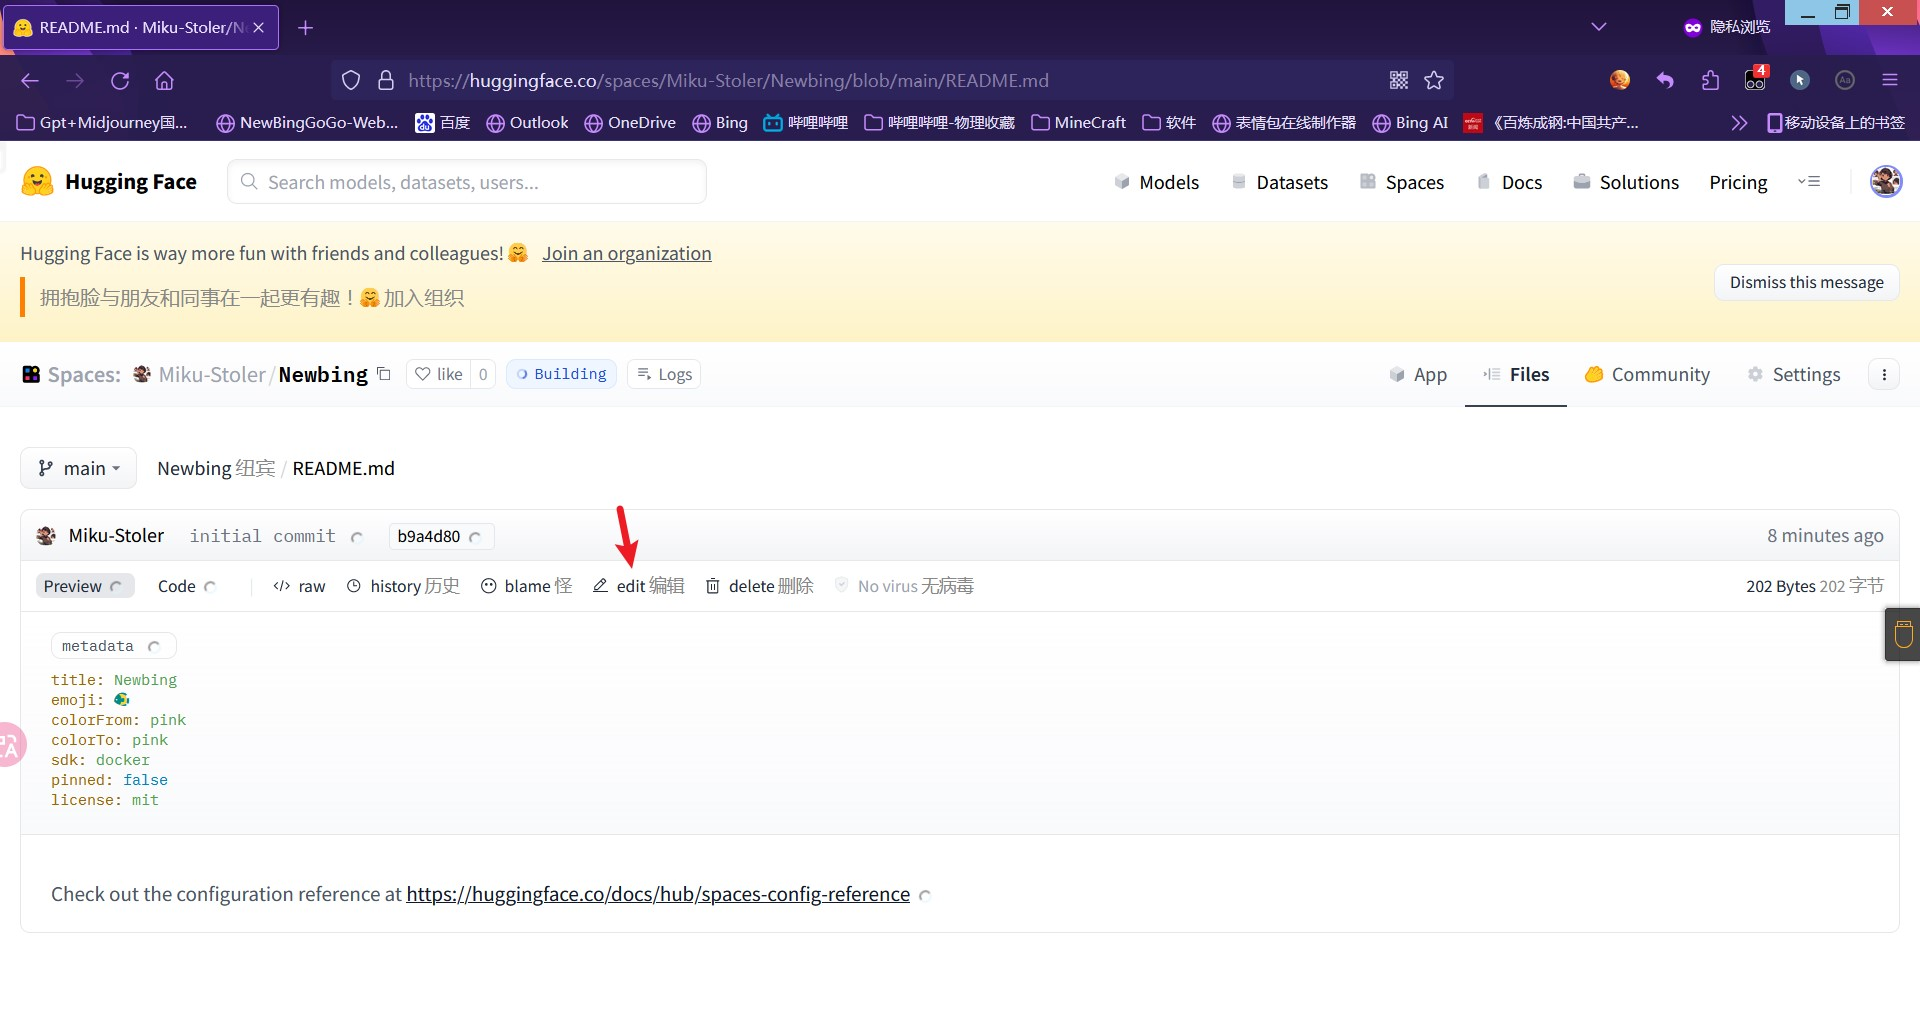 README.md · Miku-Stoler/N
隐私浏览
https://huggingface.co/spaces/Miku-Stoler/Newbing/blob/main/README.md
4
Aa
Gpt+Midjourney国...
NewBingGoGo-Web...
百度
Outlook
OneDrive
Bing
哔哩哔哩
哔哩哔哩-物理收藏
MineCraft
软件
表情包在线制作器
Bing AI
《百炼成钢:中国共产...
移动设备上的书签
Hugging Face
Search models, datasets, users...
Models
Datasets
Spaces
Docs
Solutions
Pricing
Hugging Face is way more fun with friends and colleagues! 🤗 Join an organization
拥抱脸与朋友和同事在一起更有趣！🤗 加入组织
Dismiss this message
Spaces: Miku-Stoler/Newbing
like 0
Building
Logs
App
Files
Community
Settings
main
Newbing 纽宾 / README.md
Miku-Stoler initial commit b9a4d80
8 minutes ago
Preview
Code
raw
history 历史
blame 怪
edit 编辑
delete 删除
No virus 无病毒
202 Bytes 202 字节
metadata
title: Newbing
emoji: 🐠
colorFrom: pink
colorTo: pink
sdk: docker
pinned: false
license: mit
Check out the configuration reference at https://huggingface.co/docs/hub/spaces-config-reference